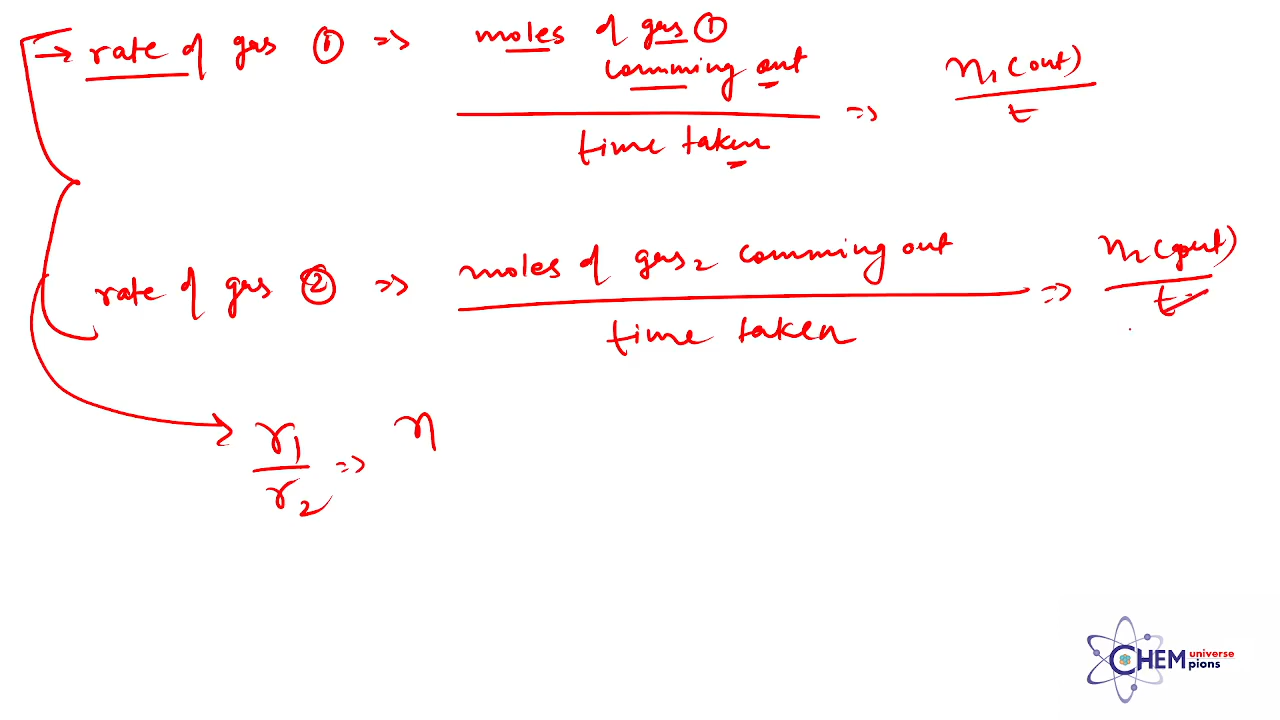 → rate of gas ① => moles of gas ①
comming out
time taken
=> n₁(out)
t
rate of gas ② => moles of gas₂ comming out
time taken
=> n₂(out)
t
r₁
r₂
=> n
CHEM universe
pions